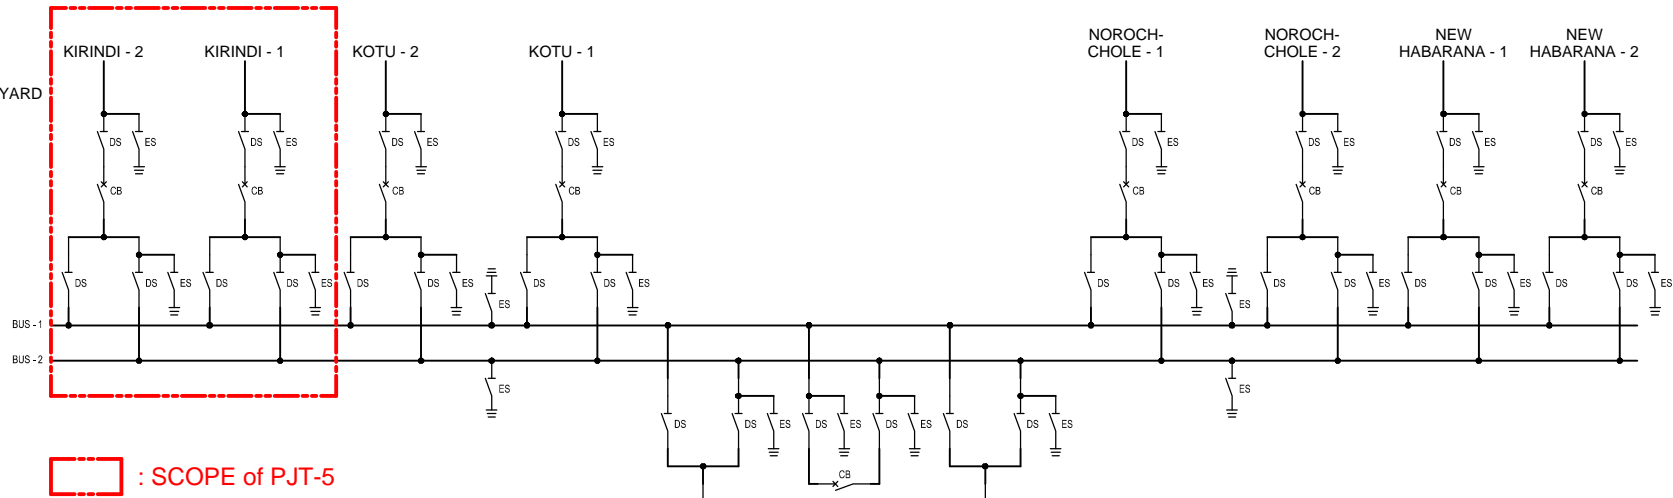 KIRINDI - 2
KIRINDI - 1
KOTU - 2
KOTU - 1
NOROCH-
CHOLE - 1
NOROCH-
CHOLE - 2
NEW
HABARANA - 1
NEW
HABARANA - 2
YARD
DS ES DS ES DS ES DS ES DS ES DS ES DS ES DS ES
CB CB CB CB CB CB CB CB
DS DS ES DS DS ES DS DS ES DS DS ES DS DS ES DS DS ES DS DS ES DS DS ES
ES ES
BUS - 1
BUS - 2
ES ES
DS DS ES DS ES DS ES DS DS ES
CB
: SCOPE of PJT-5